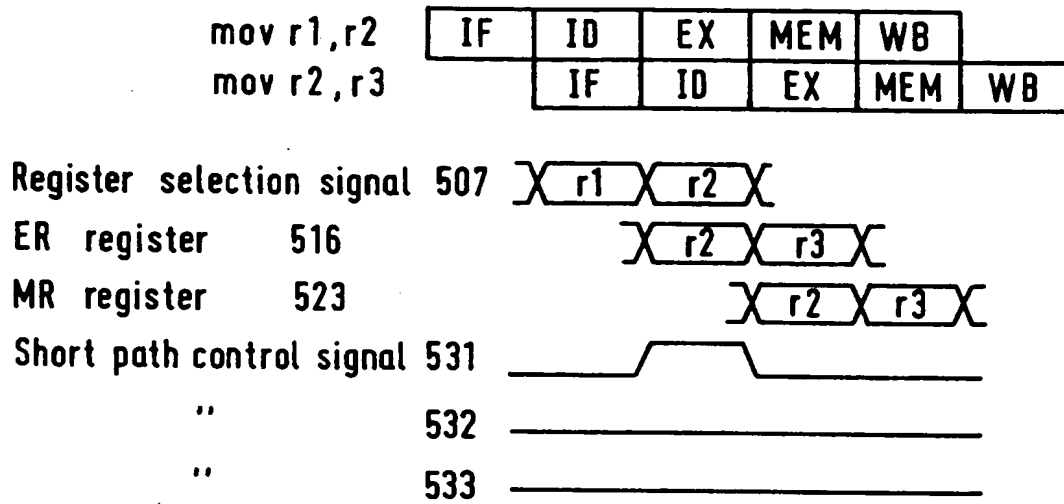 mov r1,r2 IF ID EX MEM WB
mov r2,r3 IF ID EX MEM WB
Register selection signal 507 r1 r2
ER register 516 r2 r3
MR register 523 r2 r3
Short path control signal 531
" 532
" 533